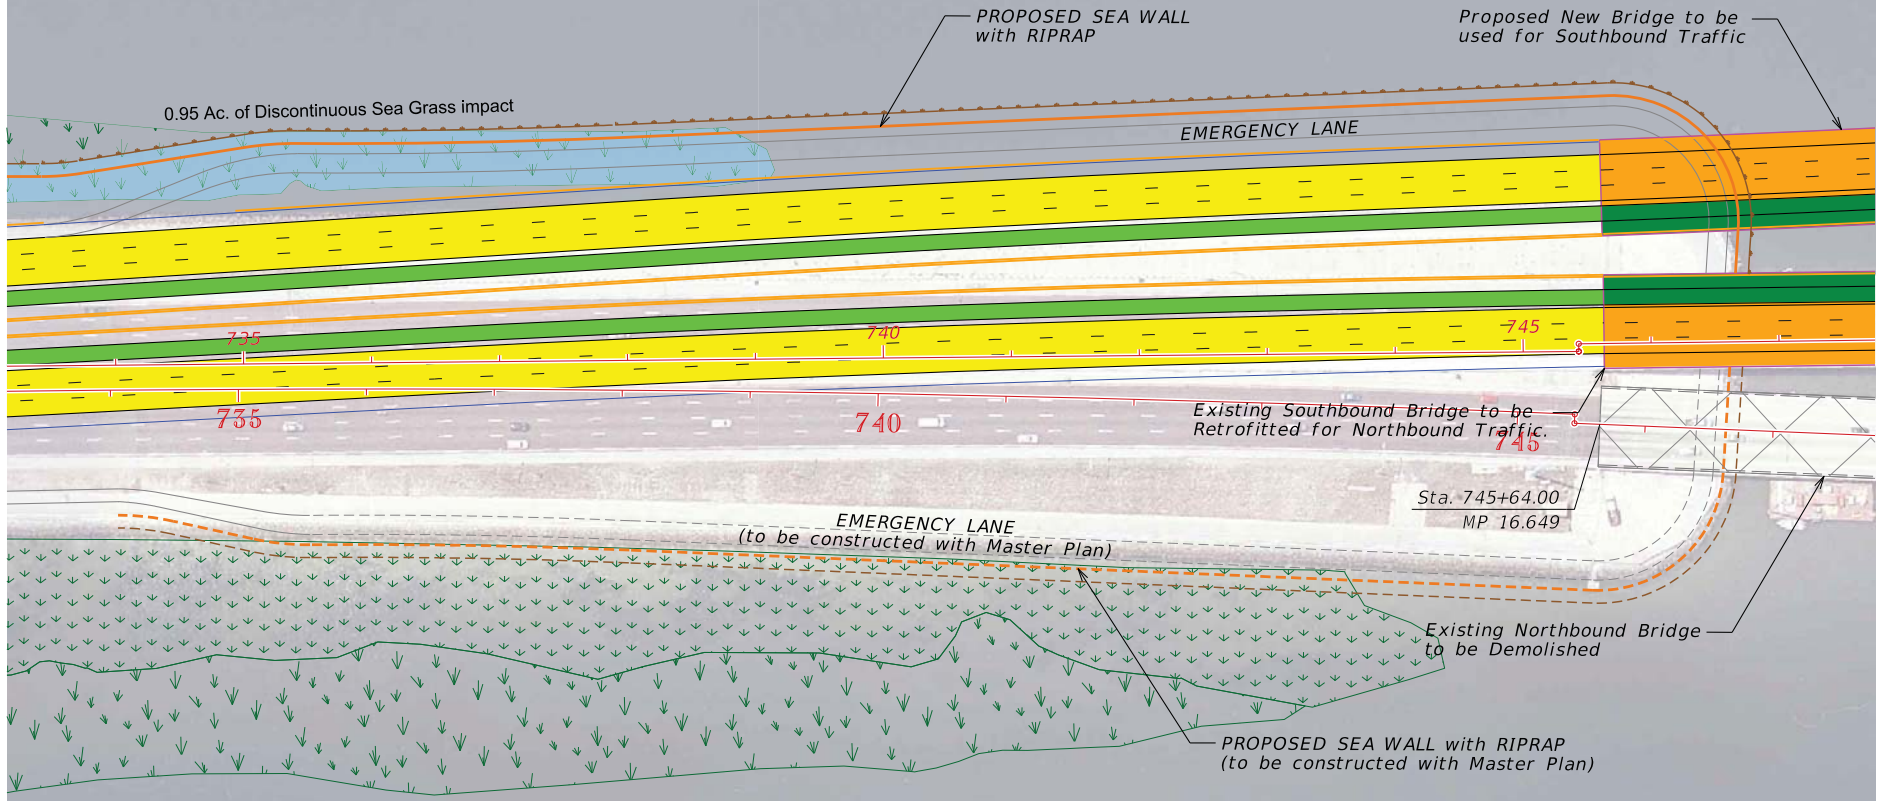 PROPOSED SEA WALL
with RIPRAP
Proposed New Bridge to be
used for Southbound Traffic
0.95 Ac. of Discontinuous Sea Grass impact
EMERGENCY LANE
735
740
745
735
740
745
Existing Southbound Bridge to be
Retrofitted for Northbound Traffic.
Sta. 745+64.00
MP 16.649
EMERGENCY LANE
(to be constructed with Master Plan)
Existing Northbound Bridge
to be Demolished
PROPOSED SEA WALL with RIPRAP
(to be constructed with Master Plan)